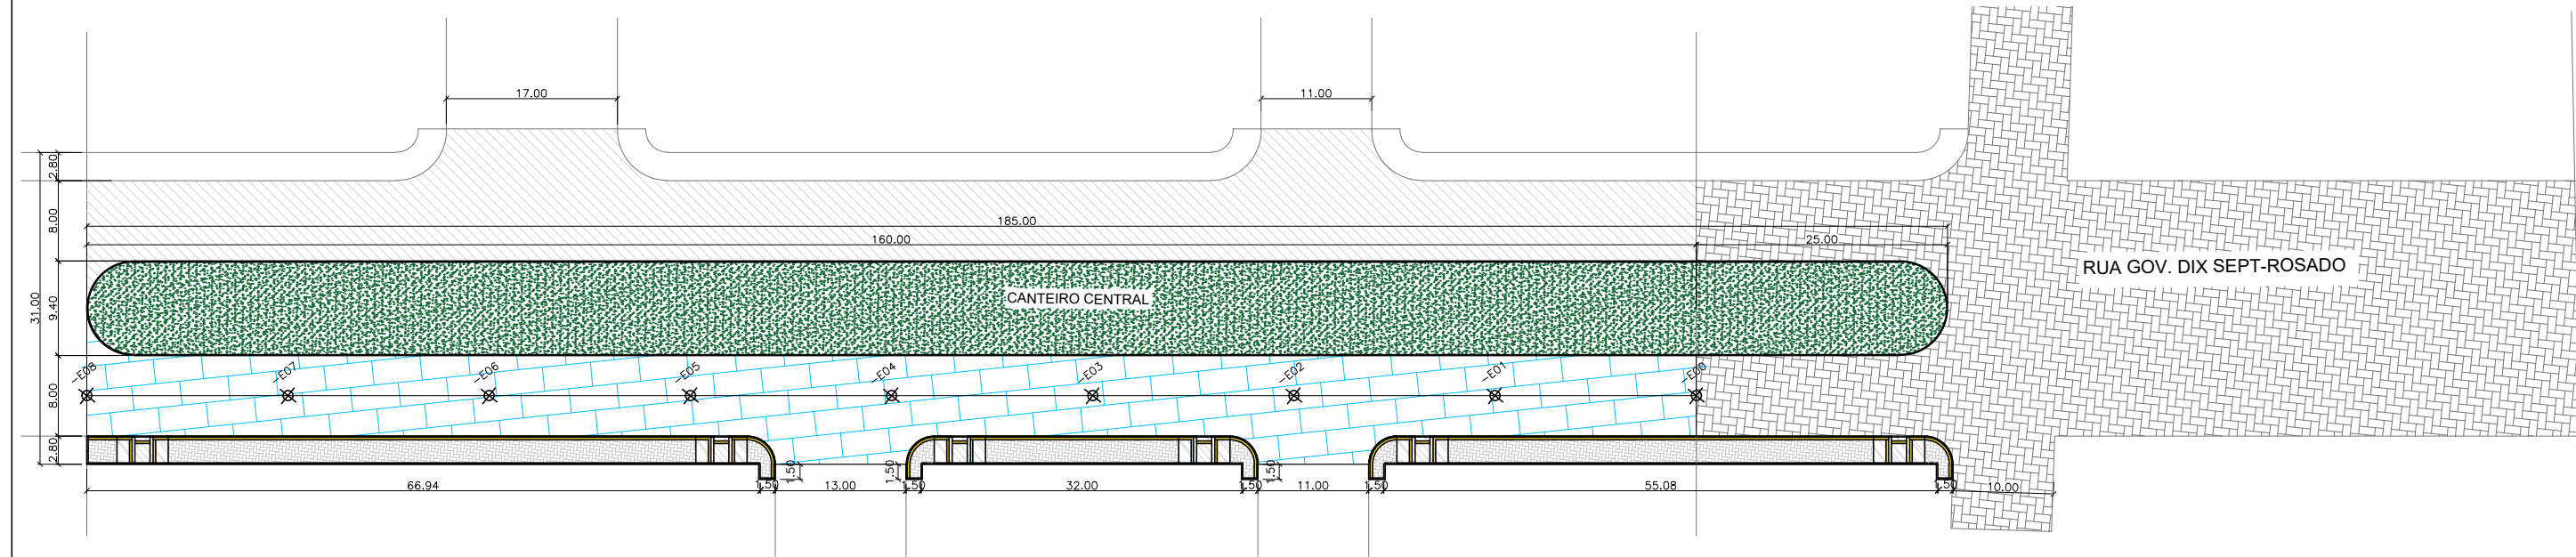 17.00
11.00
2.80
8.00
185.00
160.00
25.00
RUA GOV. DIX SEPT-ROSADO
CANTEIRO CENTRAL
31.00
9.40
E08
E07
E06
E05
E04
E03
E02
E01
E00
8.00
2.80
1.50
1.50
1.50
66.94
1.50
13.00
1.50
32.00
1.50
11.00
1.50
55.08
1.50
10.00